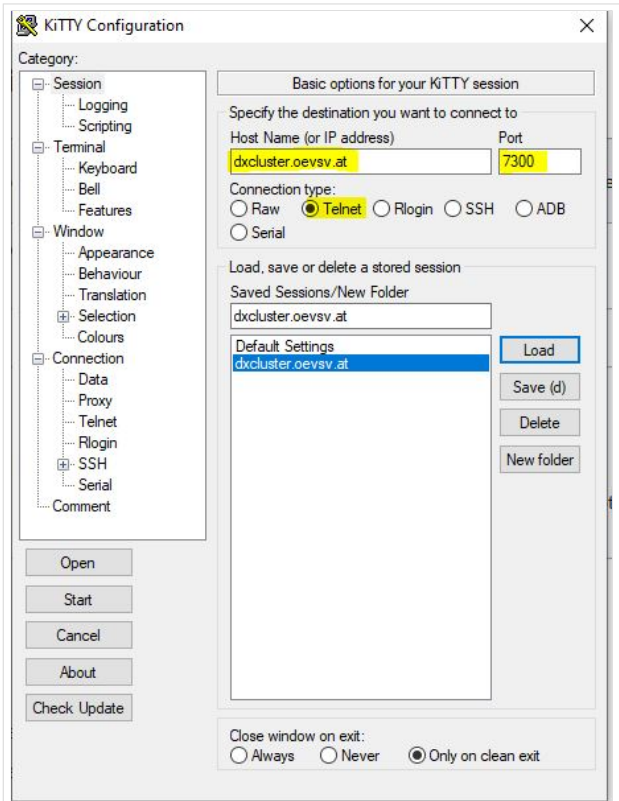 KiTTY Configuration
Category:
Session
Logging
Scripting
Terminal
Keyboard
Bell
Features
Window
Appearance
Behaviour
Translation
Selection
Colours
Connection
Data
Proxy
Telnet
Rlogin
SSH
Serial
Comment
Open
Start
Cancel
About
Check Update
Basic options for your KiTTY session
Specify the destination you want to connect to
Host Name (or IP address) Port
dxcluster.oevsv.at 7300
Connection type:
Raw Telnet Rlogin SSH ADB
Serial
Load, save or delete a stored session
Saved Sessions/New Folder
dxcluster.oevsv.at
Default Settings
dxcluster.oevsv.at
Load
Save (d)
Delete
New folder
Close window on exit:
Always Never Only on clean exit